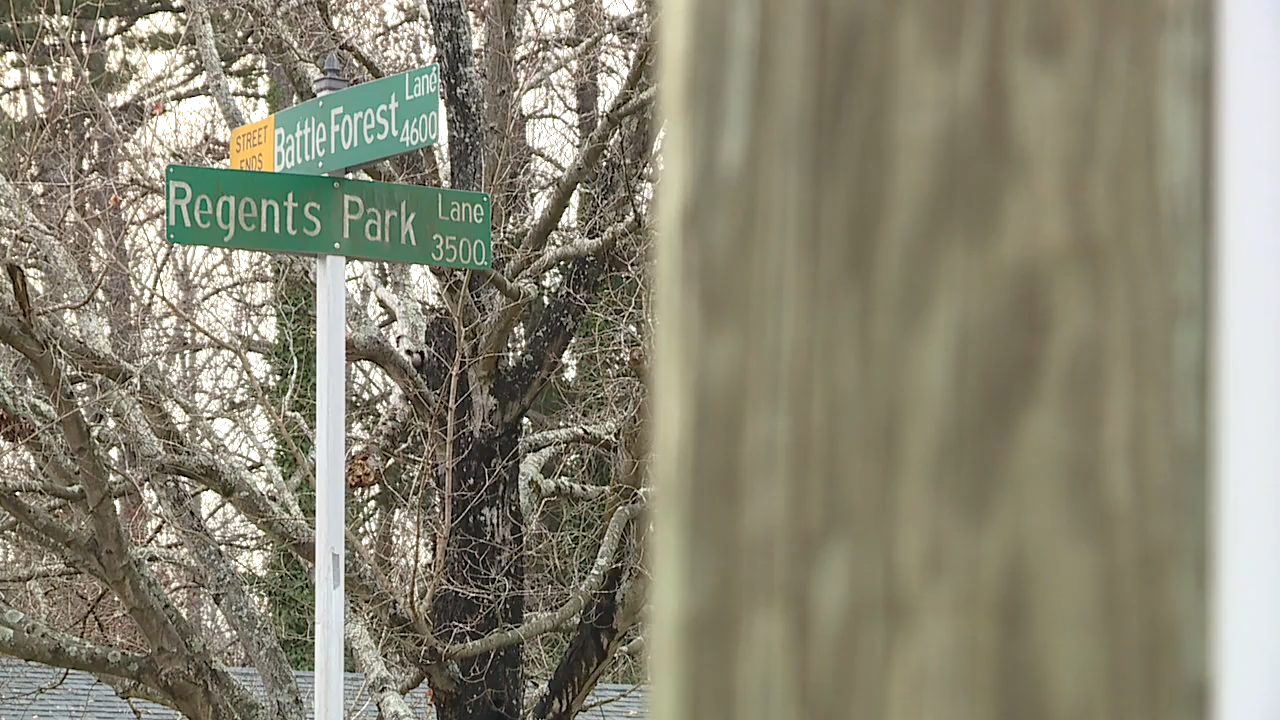 STREET
ENDS
Battle Forest Lane
4600
Regents Park Lane
3500